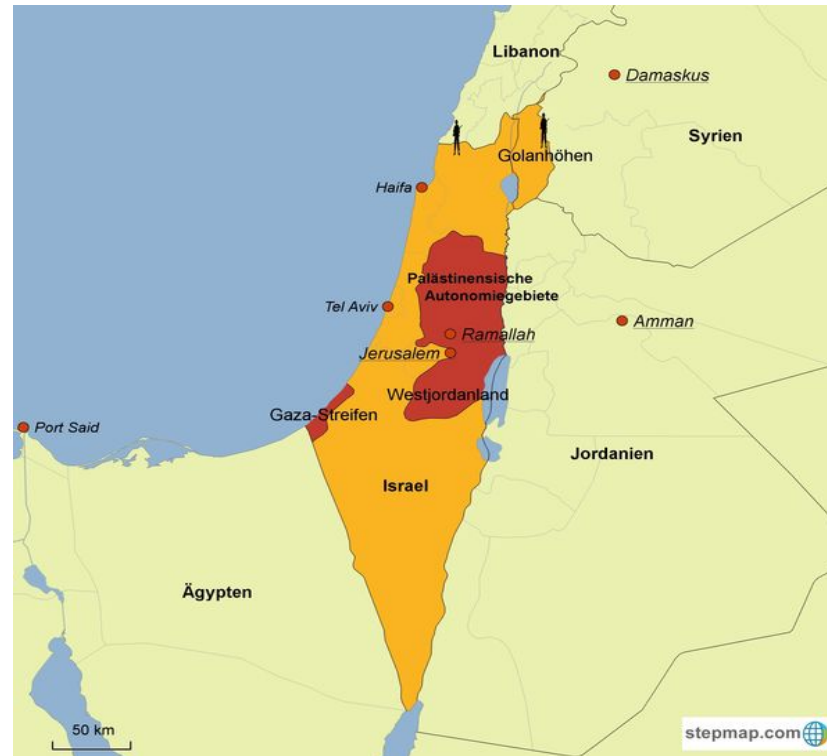 Libanon
Damaskus
Syrien
Golanhöhen
Haifa
Palästinensische
Autonomiegebiete
Tel Aviv
Ramallah
Amman
Jerusalem
Westjordanland
Gaza-Streifen
Port Said
Jordanien
Israel
Ägypten
50 km
stepmap.com